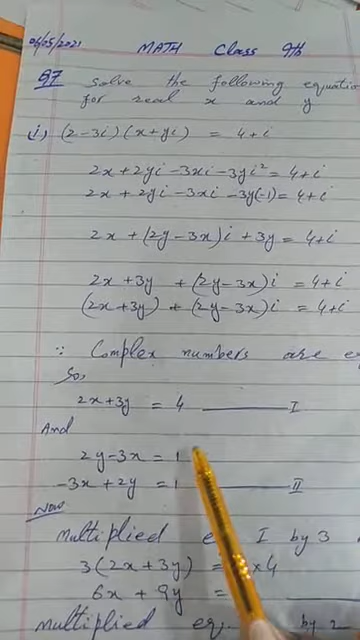 04/05/2021 MATH Class 9th
Q7 Solve the following equation
for real x and y
i) (2-3i)(x+yi) = 4+i
2x+2yi-3xi-3yi² = 4+i
2x+2yi-3xi-3y(-1) = 4+i
2x+(2y-3x)i+3y = 4+i
2x+3y+(2y-3x)i = 4+i
(2x+3y)+(2y-3x)i = 4+i
∵ Complex numbers are
So,
2x+3y = 4 ——— I
And
2y-3x = 1
-3x+2y = 1 ——— II
Now
Multiplied I by 3
3(2x+3y) = ×4
6x+9y =
Multiplied eq. by 2